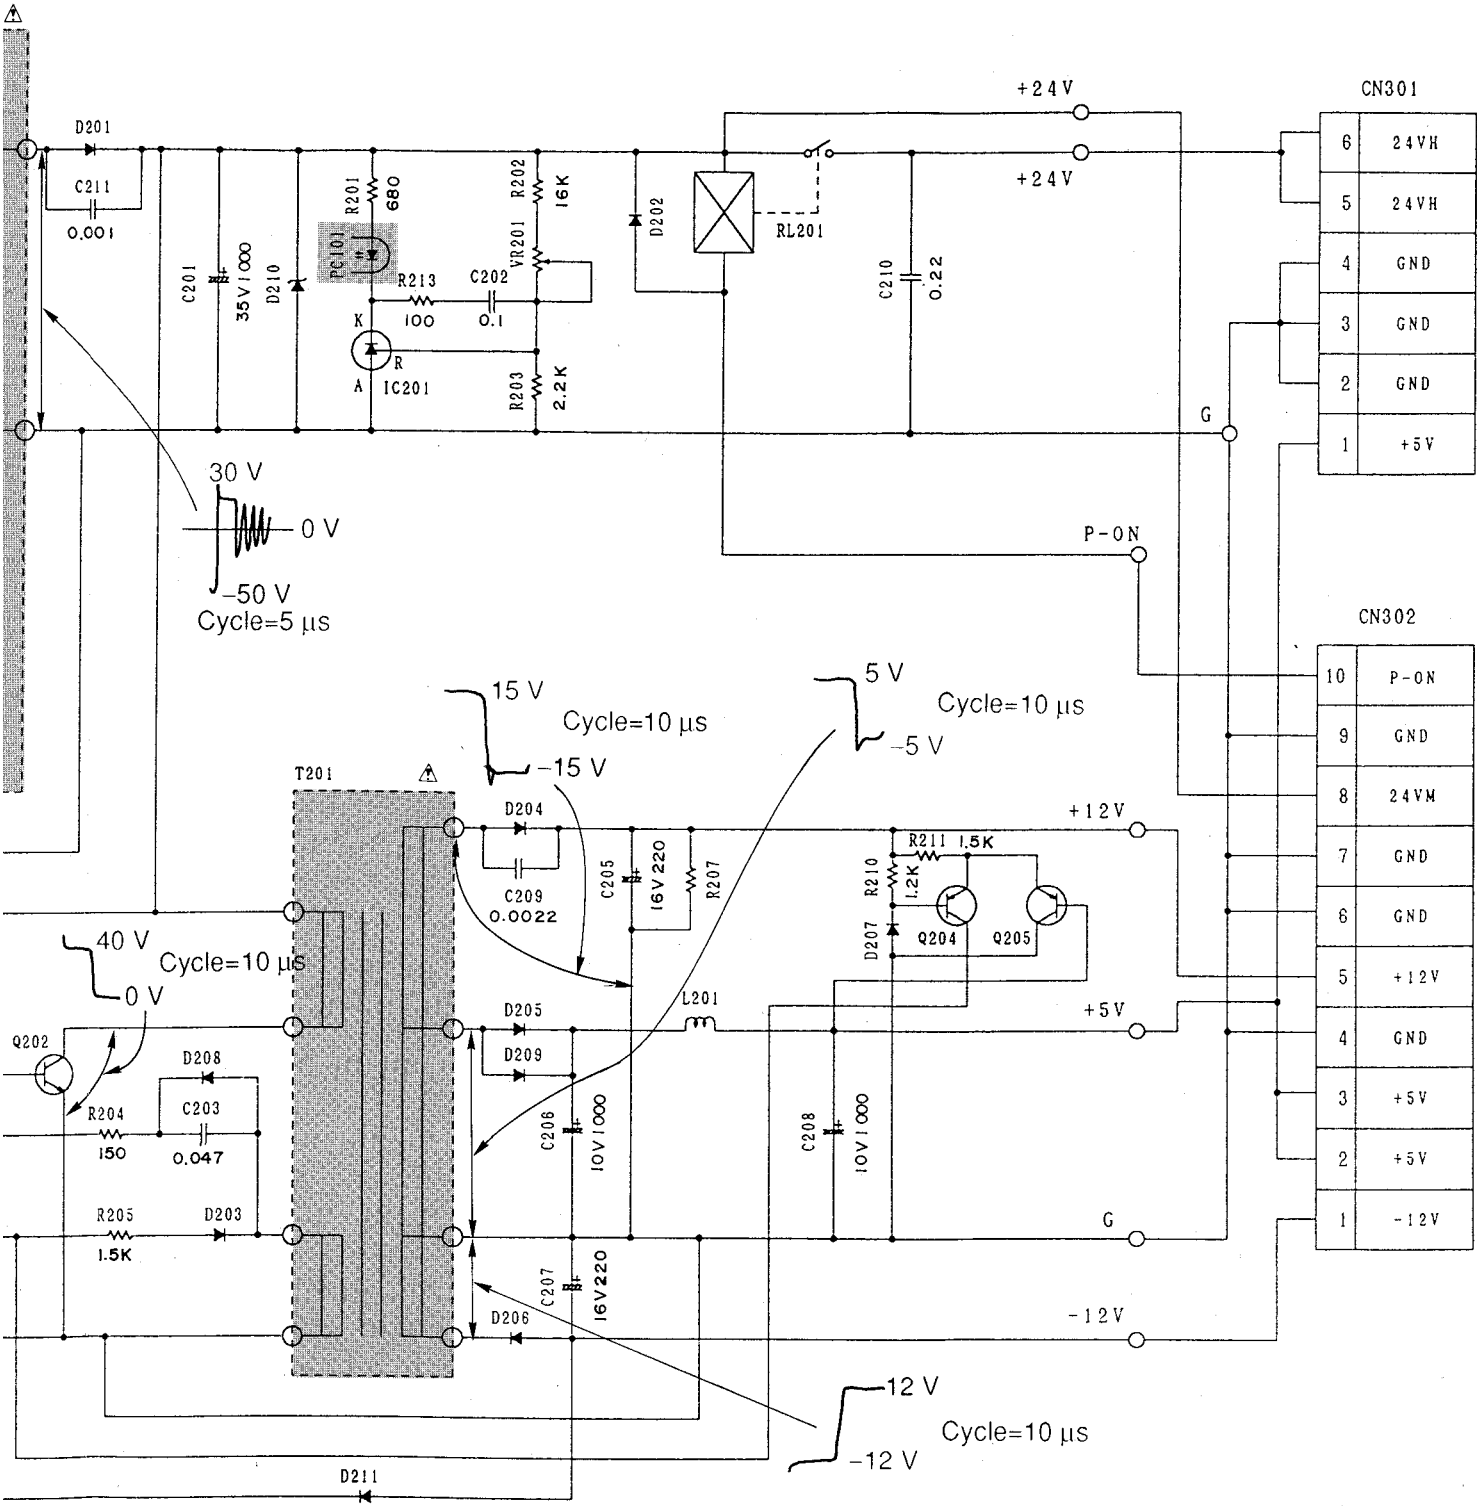 CN301
6 24VH
5 24VH
4 GND
3 GND
2 GND
1 +5V
+24V
+24V
D201
C211
0.001
C201
35V1000
D210
R201
680
PC101
R213
100
C202
0.1
R202
16K
VR201
K
R
A
IC201
R203
2.2K
D202
RL201
C210
0.22
G
30 V
0 V
-50 V
Cycle=5 µs
P-ON
CN302
10 P-ON
9 GND
8 24VM
7 GND
6 GND
5 +12V
4 GND
3 +5V
2 +5V
1 -12V
15 V
-15 V
Cycle=10 µs
5 V
-5 V
Cycle=10 µs
T201
D204
C209
0.0022
C205
16V220
R207
+12V
R211 1.5K
R210
1.2K
D207
Q204
Q205
40 V
0 V
Cycle=10 µs
Q202
D208
R204
150
C203
0.047
R205
1.5K
D203
D205
D209
L201
+5V
C206
10V1000
C208
10V1000
G
C207
16V220
D206
-12V
12 V
-12 V
Cycle=10 µs
D211